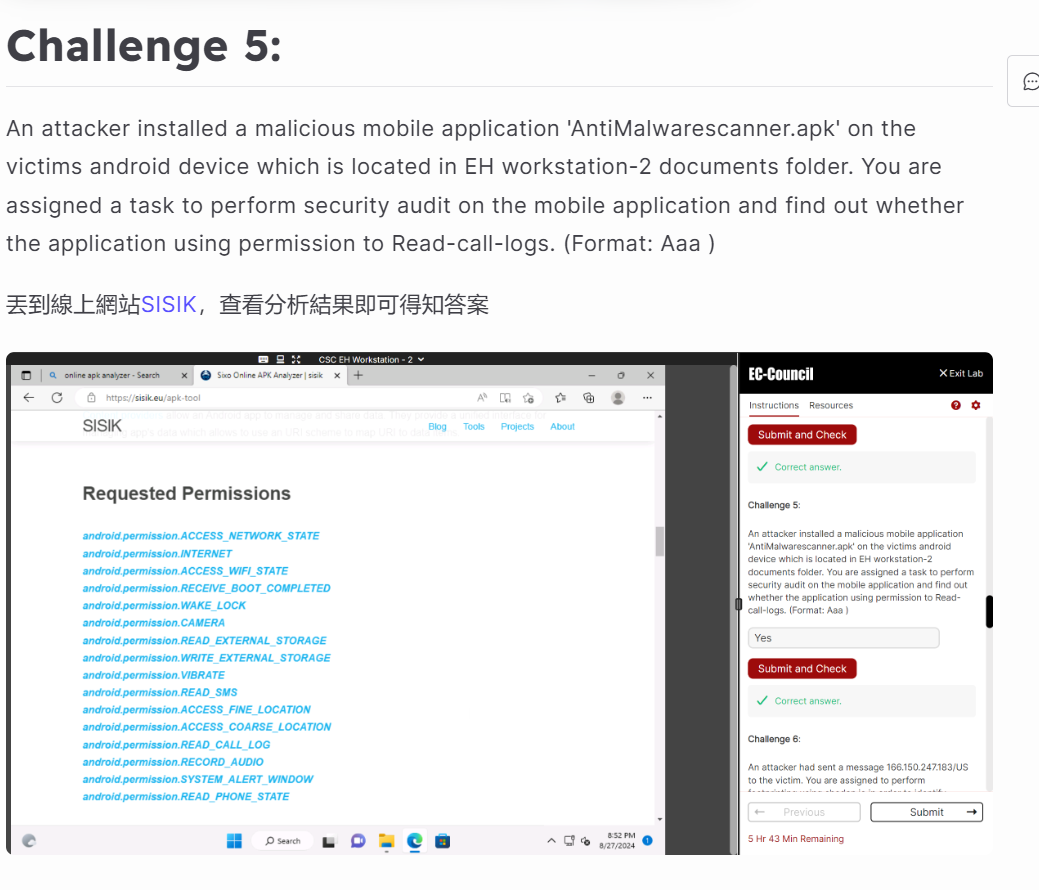 Challenge 5:
An attacker installed a malicious mobile application 'AntiMalwarescanner.apk' on the
victims android device which is located in EH workstation-2 documents folder. You are
assigned a task to perform security audit on the mobile application and find out whether
the application using permission to Read-call-logs. (Format: Aaa )
丟到線上網站SISIK，查看分析結果即可得知答案
CSC EH Workstation - 2
online apk analyzer - Search
Sixo Online APK Analyzer | sisik
https://sisik.eu/apk-tool
SISIK
Blog
Tools
Projects
About
Requested Permissions
android.permission.ACCESS_NETWORK_STATE
android.permission.INTERNET
android.permission.ACCESS_WIFI_STATE
android.permission.RECEIVE_BOOT_COMPLETED
android.permission.WAKE_LOCK
android.permission.CAMERA
android.permission.READ_EXTERNAL_STORAGE
android.permission.WRITE_EXTERNAL_STORAGE
android.permission.VIBRATE
android.permission.READ_SMS
android.permission.ACCESS_FINE_LOCATION
android.permission.ACCESS_COARSE_LOCATION
android.permission.READ_CALL_LOG
android.permission.RECORD_AUDIO
android.permission.SYSTEM_ALERT_WINDOW
android.permission.READ_PHONE_STATE
Search
8:52 PM
8/27/2024
1
EC-Council
Exit Lab
Instructions
Resources
Submit and Check
Correct answer.
Challenge 5:
An attacker installed a malicious mobile application
'AntiMalwarescanner.apk' on the victims android
device which is located in EH workstation-2
documents folder. You are assigned a task to perform
security audit on the mobile application and find out
whether the application using permission to Read-
call-logs. (Format: Aaa )
Yes
Submit and Check
Correct answer.
Challenge 6:
An attacker had sent a message 166.150.247.183/US
to the victim. You are assigned to perform
Previous
Submit
5 Hr 43 Min Remaining